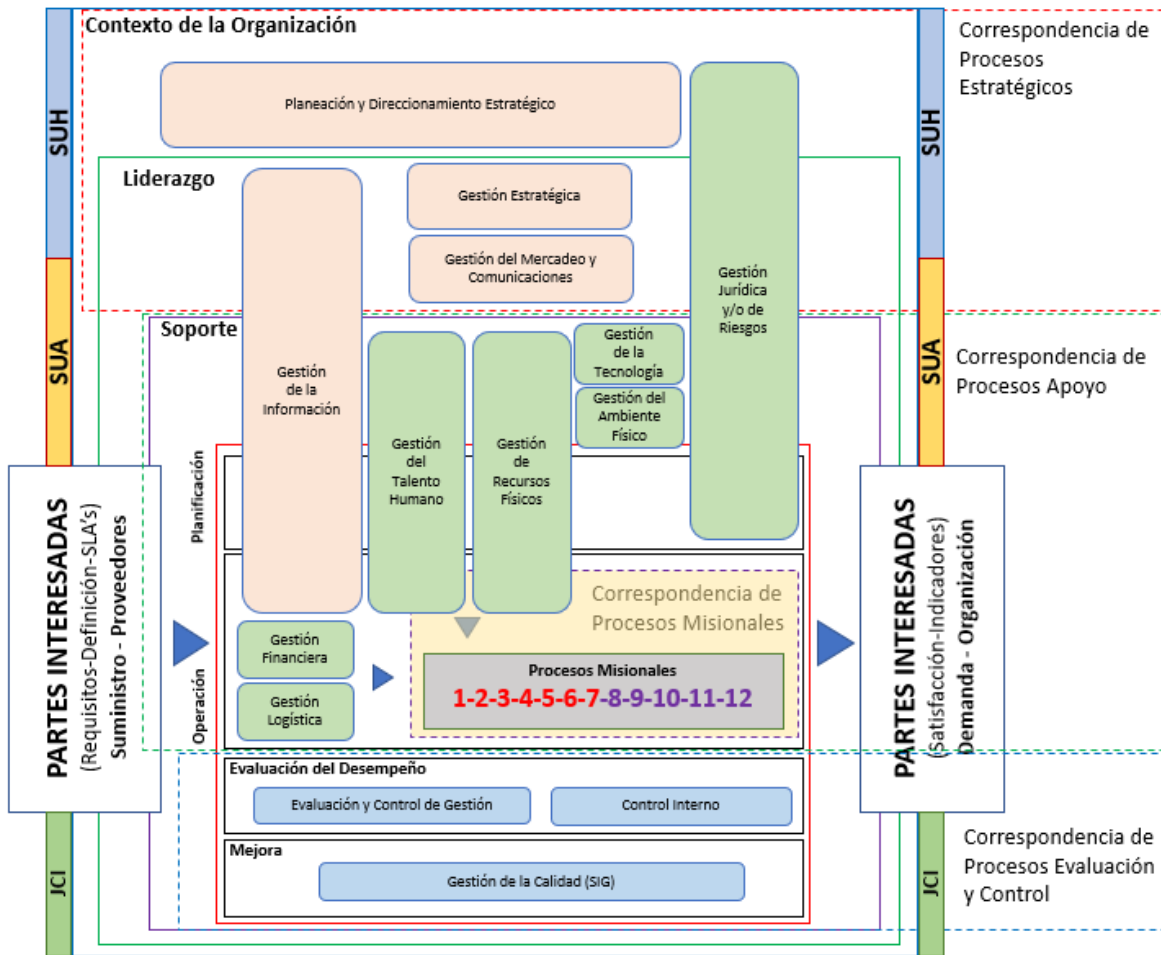 Contexto de la Organización
Correspondencia de
Procesos
Estratégicos
Planeación y Direccionamiento Estratégico
SUH
SUH
Liderazgo
Gestión Estratégica
Gestión del Mercadeo y
Comunicaciones
Gestión
Jurídica
y/o de
Riesgos
Soporte
SUA
SUA
Correspondencia de
Procesos Apoyo
Gestión
de la
Información
Gestión
de la
Tecnología
Gestión del
Ambiente
Físico
Gestión
del
Talento
Humano
Gestión
de
Recursos
Físicos
Planificación
PARTES INTERESADAS
(Requisitos-Definición-SLA's)
Suministro - Proveedores
PARTES INTERESADAS
(Satisfacción-Indicadores)
Demanda - Organización
Correspondencia de
Procesos Misionales
Operación
Gestión
Financiera
Gestión
Logística
Procesos Misionales
1-2-3-4-5-6-7-8-9-10-11-12
Evaluación del Desempeño
Evaluación y Control de Gestión
Control Interno
Mejora
Gestión de la Calidad (SIG)
JCI
JCI
Correspondencia de
Procesos Evaluación
y Control